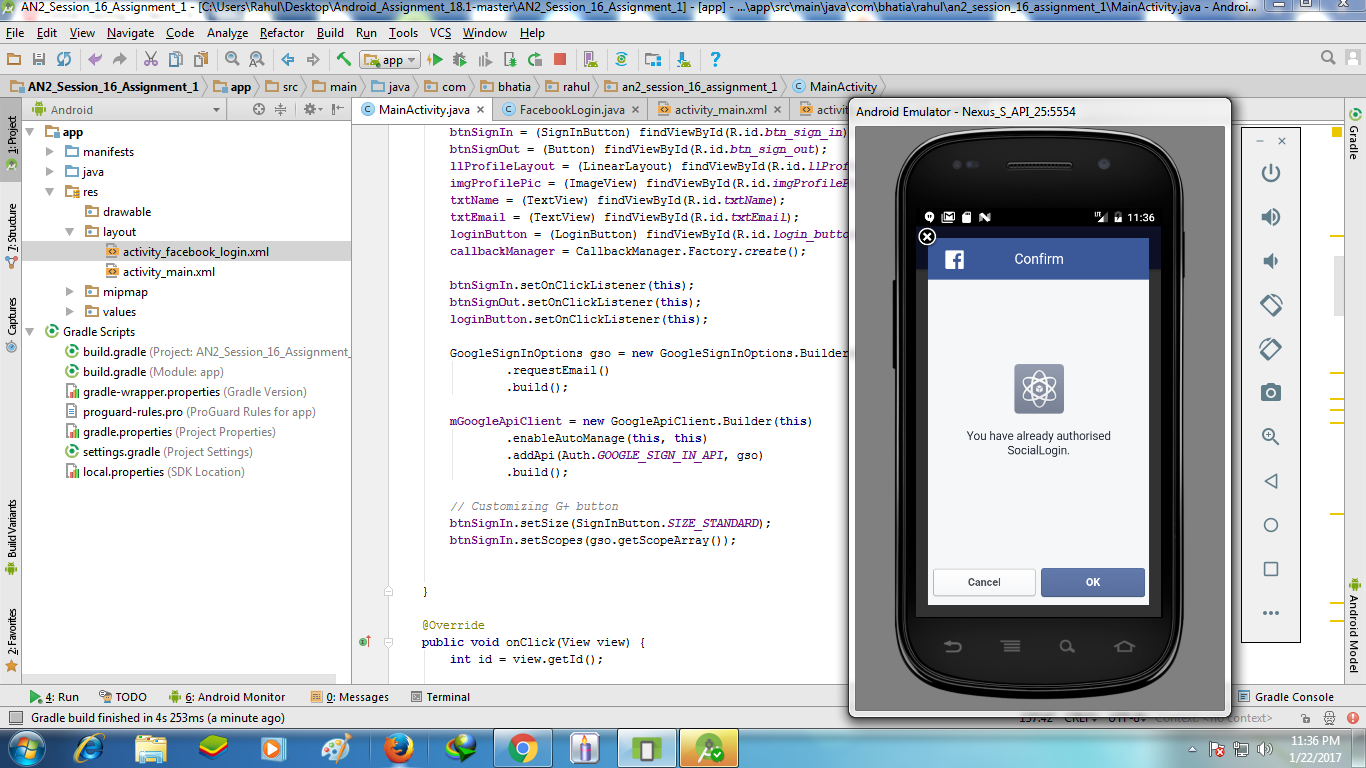 AN2_Session_16_Assignment_1 - [C:\Users\Rahul\Desktop\Android_Assignment_18.1-master\AN2_Session_16_Assignment_1] - [app] - ...\app\src\main\java\com\bhatia\rahul\an2_session_16_assignment_1\MainActivity.java - Androi...
File Edit View Navigate Code Analyze Refactor Build Run Tools VCS Window Help
app
AN2_Session_16_Assignment_1 app src main java com bhatia rahul an2_session_16_assignment_1 MainActivity
Android
MainActivity.java FacebookLogin.java activity_main.xml activit
1: Project
7: Structure
Captures
Build Variants
2: Favorites
app
manifests
java
res
drawable
layout
activity_facebook_login.xml
activity_main.xml
mipmap
values
Gradle Scripts
build.gradle (Project: AN2_Session_16_Assignment_
build.gradle (Module: app)
gradle-wrapper.properties (Gradle Version)
proguard-rules.pro (ProGuard Rules for app)
gradle.properties (Project Properties)
settings.gradle (Project Settings)
local.properties (SDK Location)
btnSignIn = (SignInButton) findViewById(R.id.btn_sign_in)
btnSignOut = (Button) findViewById(R.id.btn_sign_out);
llProfileLayout = (LinearLayout) findViewById(R.id.llProf
imgProfilePic = (ImageView) findViewById(R.id.imgProfileP
txtName = (TextView) findViewById(R.id.txtName);
txtEmail = (TextView) findViewById(R.id.txtEmail);
loginButton = (LoginButton) findViewById(R.id.login_butto
callbackManager = CallbackManager.Factory.create();
btnSignIn.setOnClickListener(this);
btnSignOut.setOnClickListener(this);
loginButton.setOnClickListener(this);
GoogleSignInOptions gso = new GoogleSignInOptions.Builder
.requestEmail()
.build();
mGoogleApiClient = new GoogleApiClient.Builder(this)
.enableAutoManage(this, this)
.addApi(Auth.GOOGLE_SIGN_IN_API, gso)
.build();
// Customizing G+ button
btnSignIn.setSize(SignInButton.SIZE_STANDARD);
btnSignIn.setScopes(gso.getScopeArray());
}
@Override
public void onClick(View view) {
int id = view.getId();
Android Emulator - Nexus_S_API_25:5554
11:36
Confirm
You have already authorised
SocialLogin.
Cancel OK
Gradle
Android Model
4: Run TODO 6: Android Monitor 0: Messages Terminal Gradle Console
Gradle build finished in 4s 253ms (a minute ago)
Context: <no context>
11:36 PM
1/22/2017